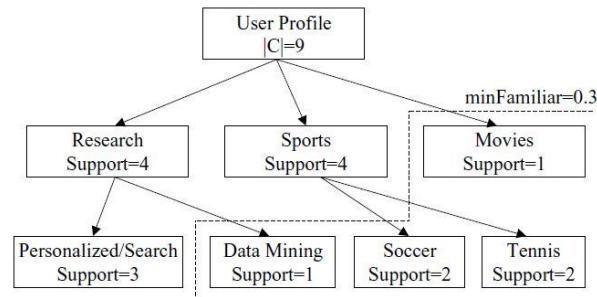 User Profile
|C|=9
minFamiliar=0.3
Research
Support=4
Sports
Support=4
Movies
Support=1
Personalized/Search
Support=3
Data Mining
Support=1
Soccer
Support=2
Tennis
Support=2